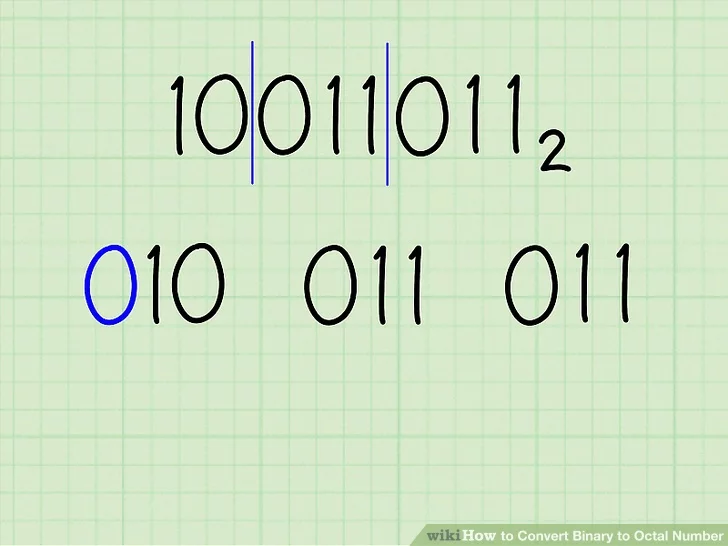 10011011₂
010 011 011
wikiHow to Convert Binary to Octal Number